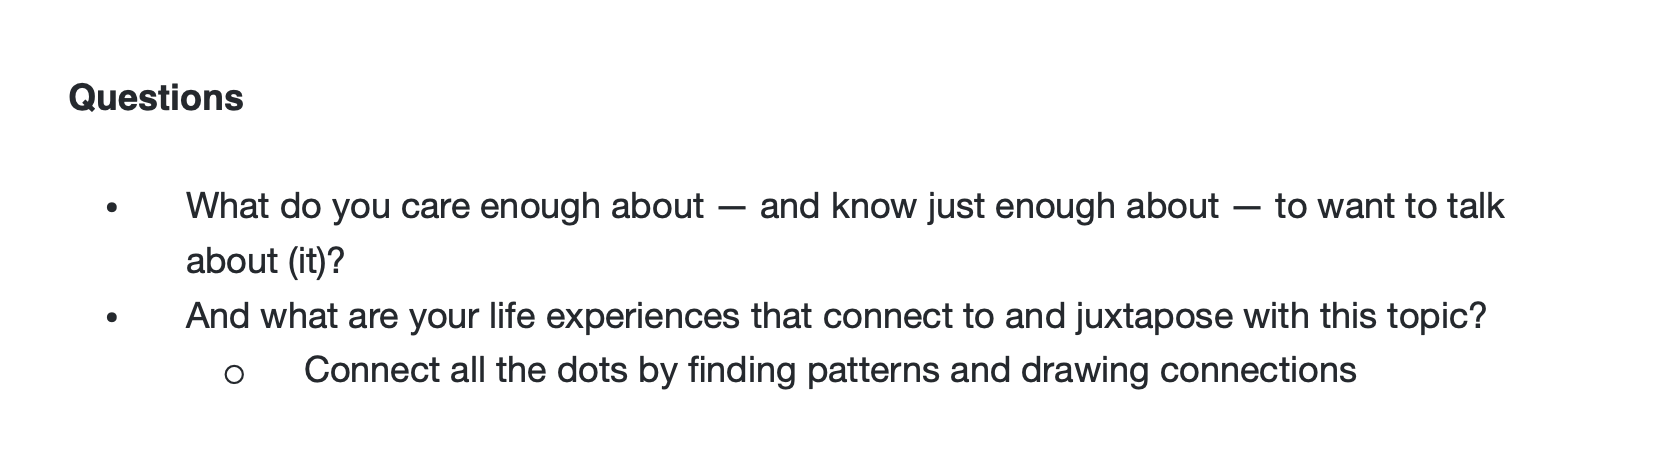 Questions
• What do you care enough about — and know just enough about — to want to talk
about (it)?
• And what are your life experiences that connect to and juxtapose with this topic?
○ Connect all the dots by finding patterns and drawing connections